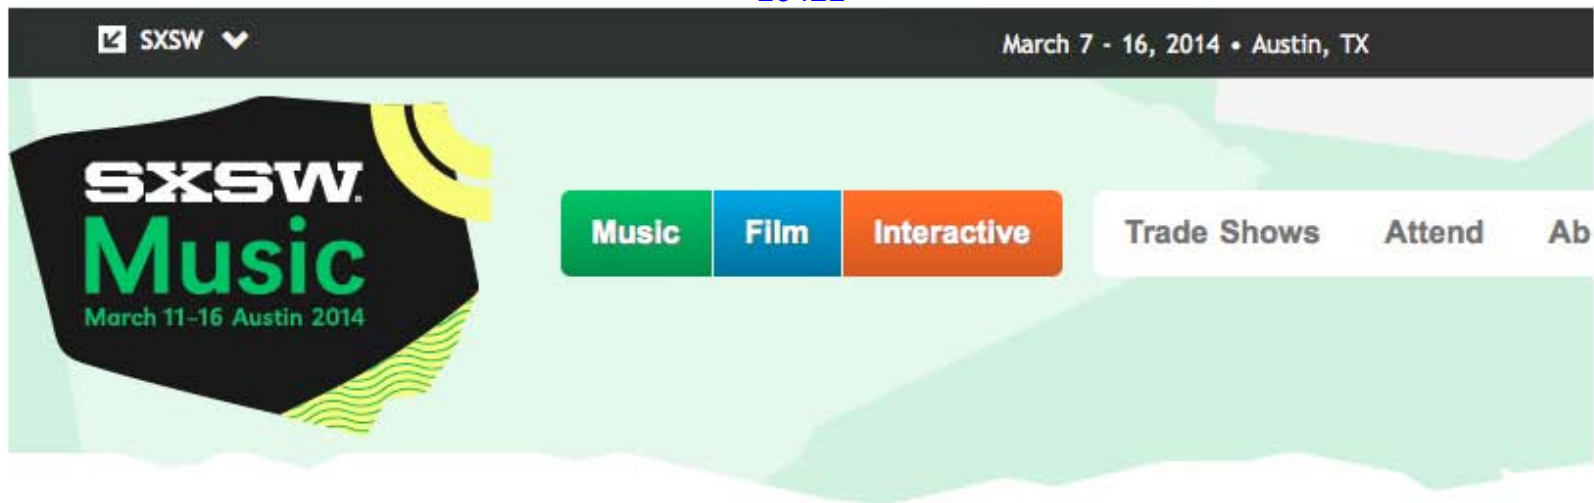 SXSW
March 7 - 16, 2014 • Austin, TX
SXSW.
Music
March 11-16 Austin 2014
Music Film Interactive Trade Shows Attend Ab